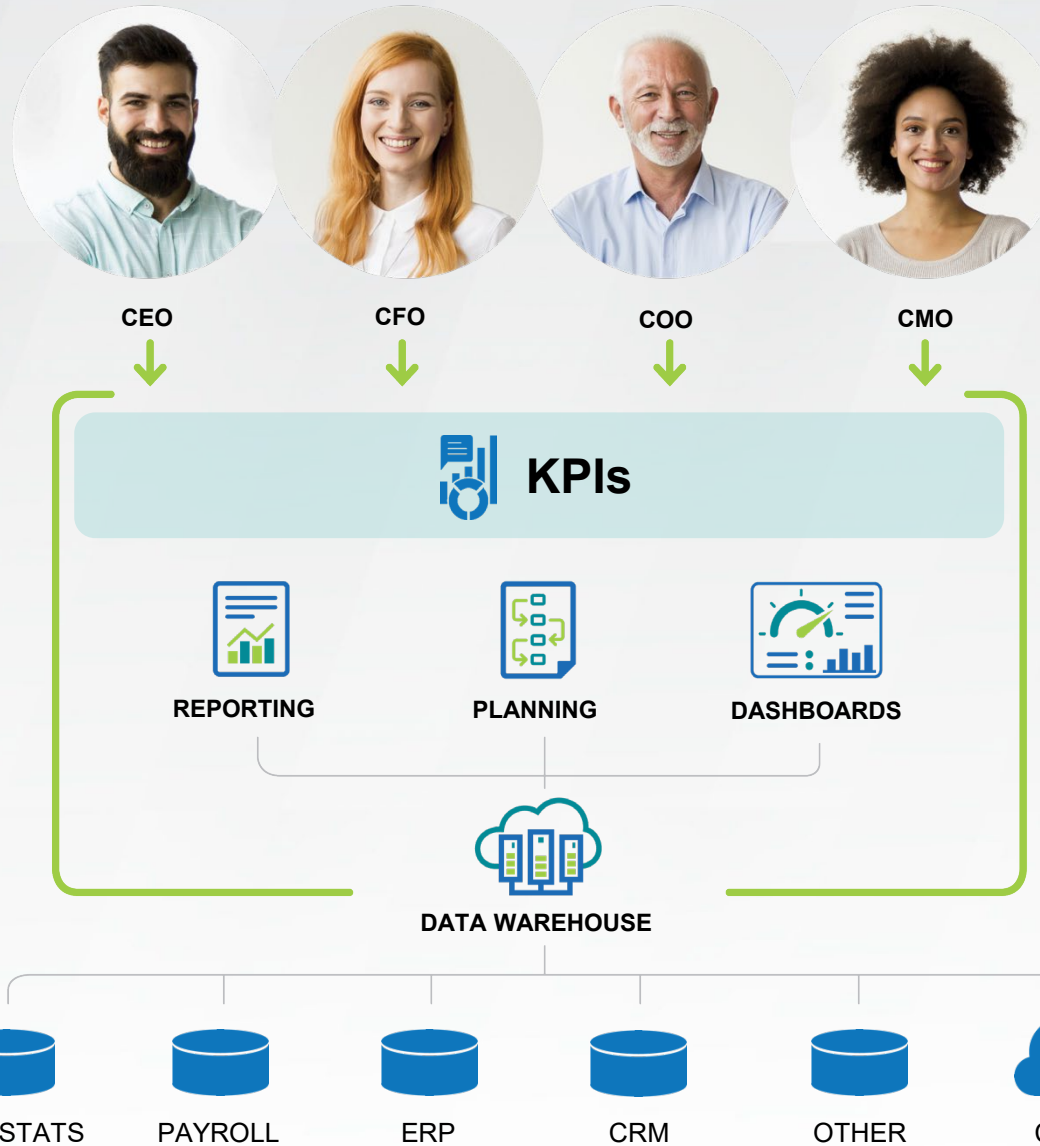 CEO
CFO
COO
CMO
KPIs
REPORTING
PLANNING
DASHBOARDS
DATA WAREHOUSE
STATS
PAYROLL
ERP
CRM
OTHER